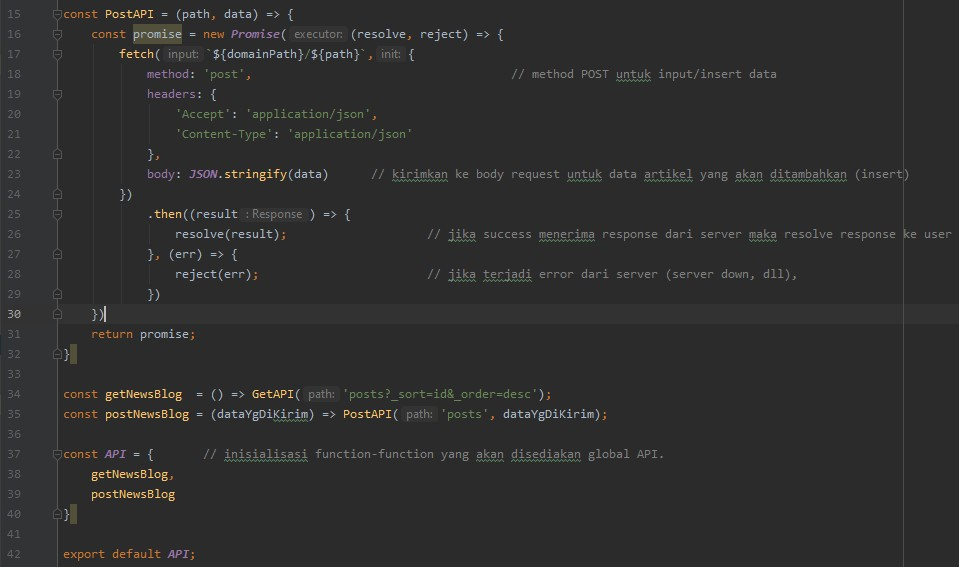 15 const PostAPI = (path, data) => {
16 const promise = new Promise( executor: (resolve, reject) => {
17 fetch( input: `${domainPath}/${path}`, init: {
18 method: 'post', // method POST untuk input/insert data
19 headers: {
20 'Accept': 'application/json',
21 'Content-Type': 'application/json'
22 },
23 body: JSON.stringify(data) // kirimkan ke body request untuk data artikel yang akan ditambahkan (insert)
24 })
25 .then((result : Response ) => {
26 resolve(result); // jika success menerima response dari server maka resolve response ke user
27 }, (err) => {
28 reject(err); // jika terjadi error dari server (server down, dll),
29 })
30 })
31 return promise;
32 }
33
34 const getNewsBlog = () => GetAPI( path: 'posts?_sort=id&_order=desc');
35 const postNewsBlog = (dataYgDiKirim) => PostAPI( path: 'posts', dataYgDiKirim);
36
37 const API = { // inisialisasi function-function yang akan disediakan global API.
38 getNewsBlog,
39 postNewsBlog
40 }
41
42 export default API;